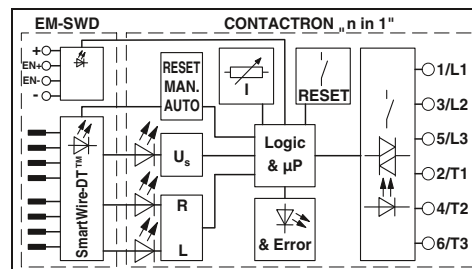 EM-SWD
CONTACTRON „n in 1"
+
EN+
EN-
-
SmartWire-DT™
RESET
MAN.
AUTO
I
RESET
Us
Logic
& µP
R
L
& Error
1/L1
3/L2
5/L3
2/T1
4/T2
6/T3